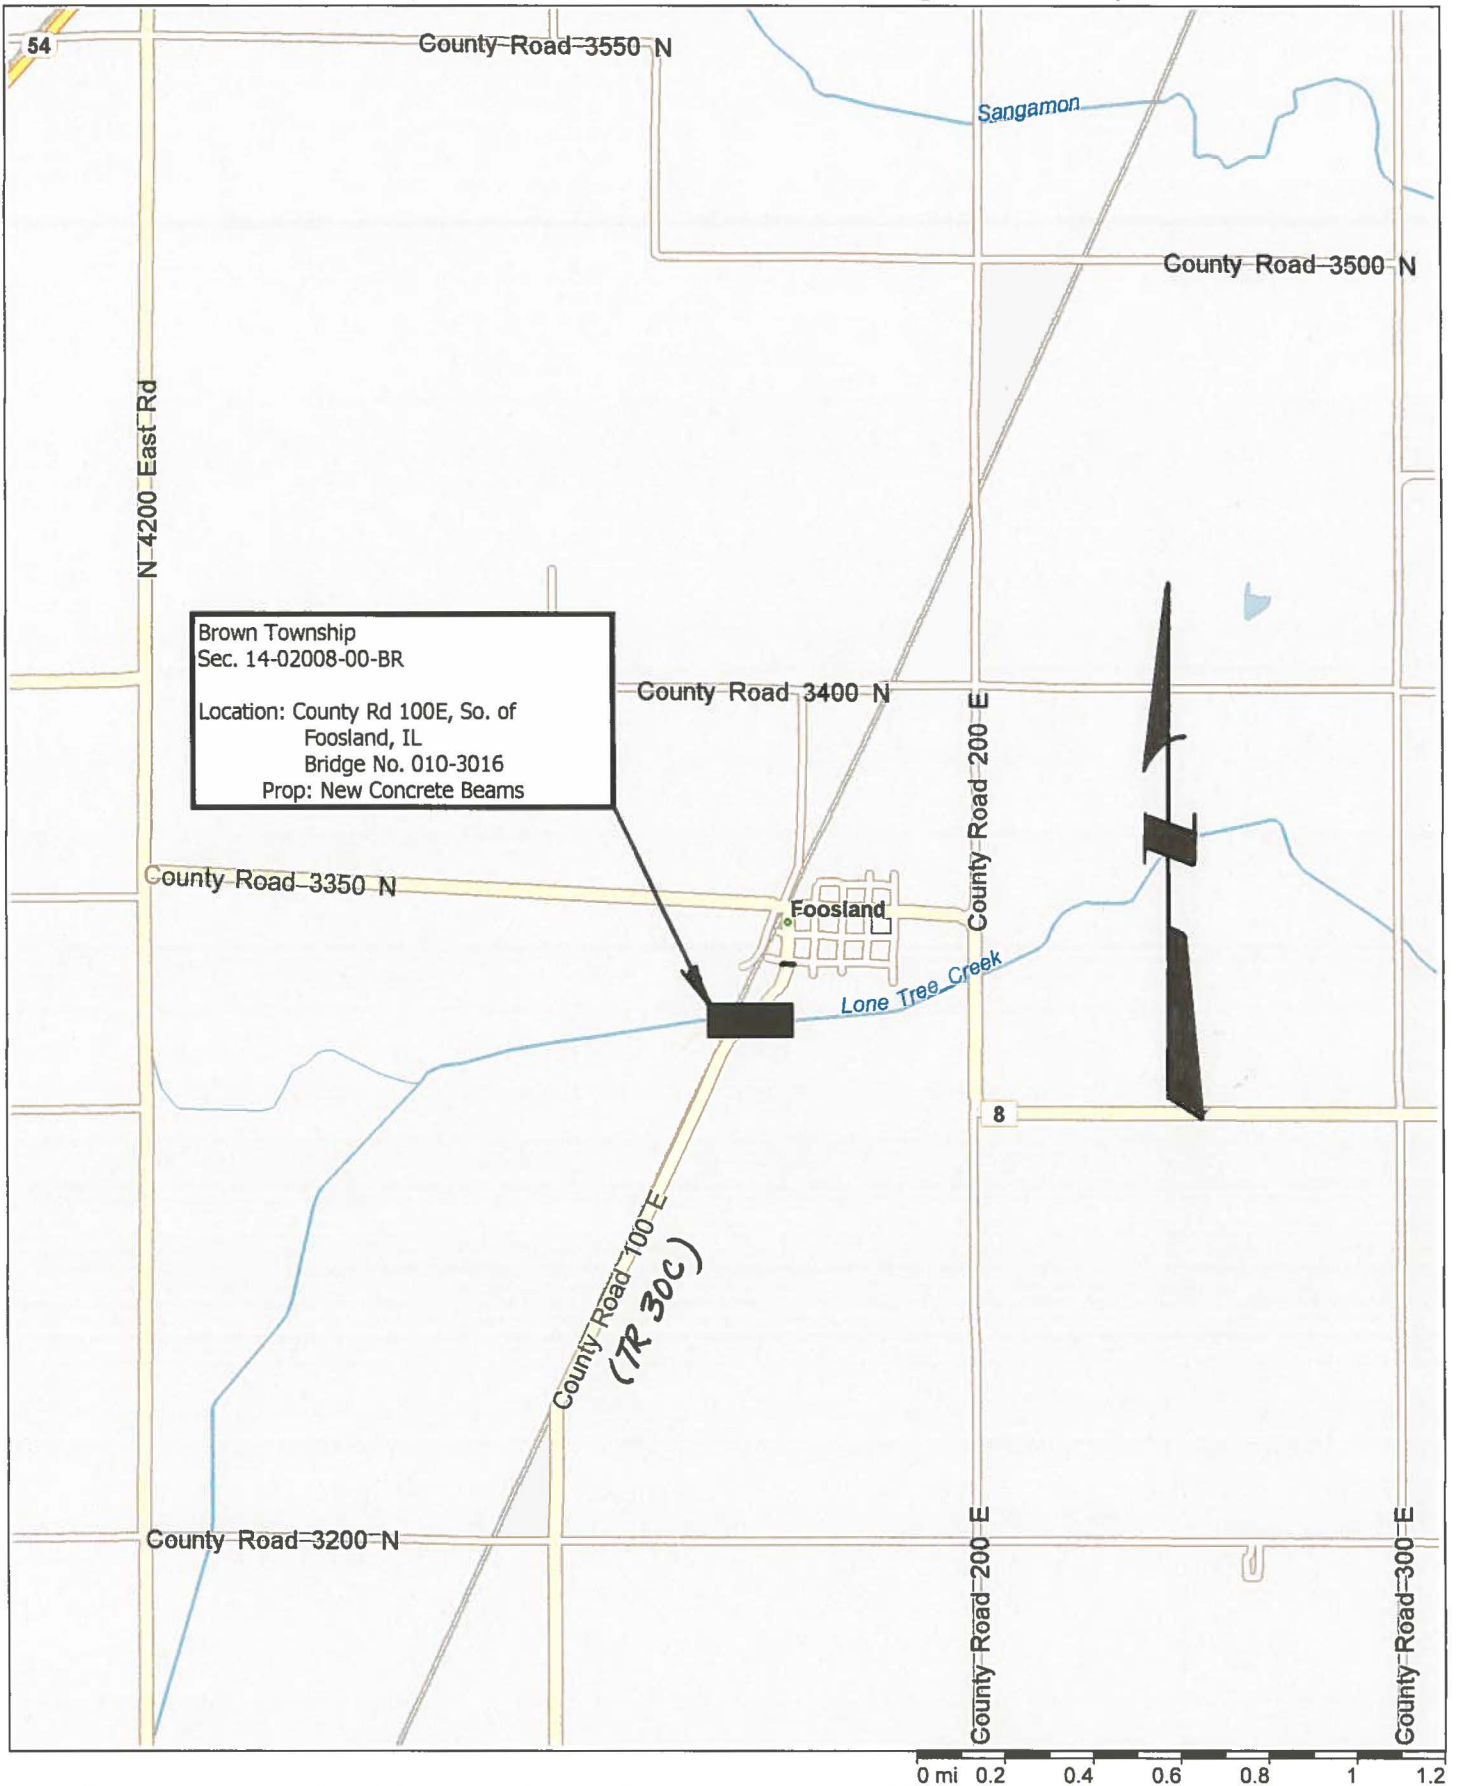 54
County Road 3550 N
Sangamon
County Road 3500 N
N 4200 East Rd
Brown Township
Sec. 14-02008-00-BR
Location: County Rd 100E, So. of
Foosland, IL
Bridge No. 010-3016
Prop: New Concrete Beams
County Road 3400 N
County Road 200 E
N
County Road 3350 N
Foosland
Lone Tree Creek
8
County Road 100 E
(TR 30C)
County Road 3200 N
County Road 200 E
County Road 300 E
0 mi 0.2 0.4 0.6 0.8 1 1.2